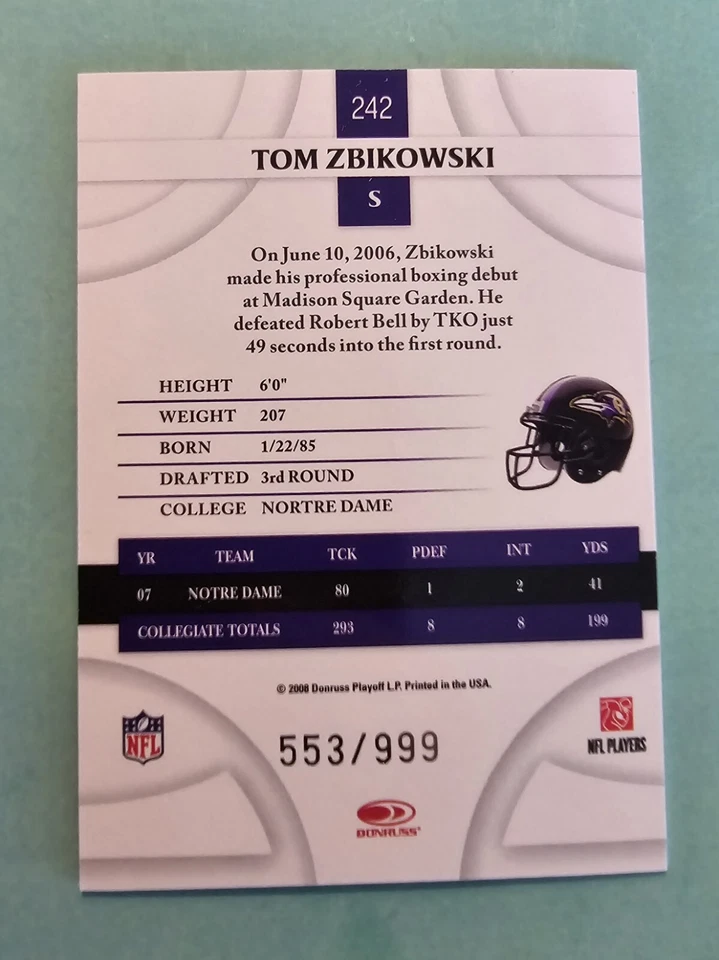 242
TOM ZBIKOWSKI
S
On June 10, 2006, Zbikowski
made his professional boxing debut
at Madison Square Garden. He
defeated Robert Bell by TKO just
49 seconds into the first round.
HEIGHT 6'0"
WEIGHT 207
BORN 1/22/85
DRAFTED 3rd ROUND
COLLEGE NORTRE DAME
YR TEAM TCK PDEF INT YDS
07 NOTRE DAME 80 1 2 41
COLLEGIATE TOTALS 293 8 8 199
© 2008 Donruss Playoff L.P. Printed in the USA.
553/999
NFL
NFL PLAYERS
DONRUSS